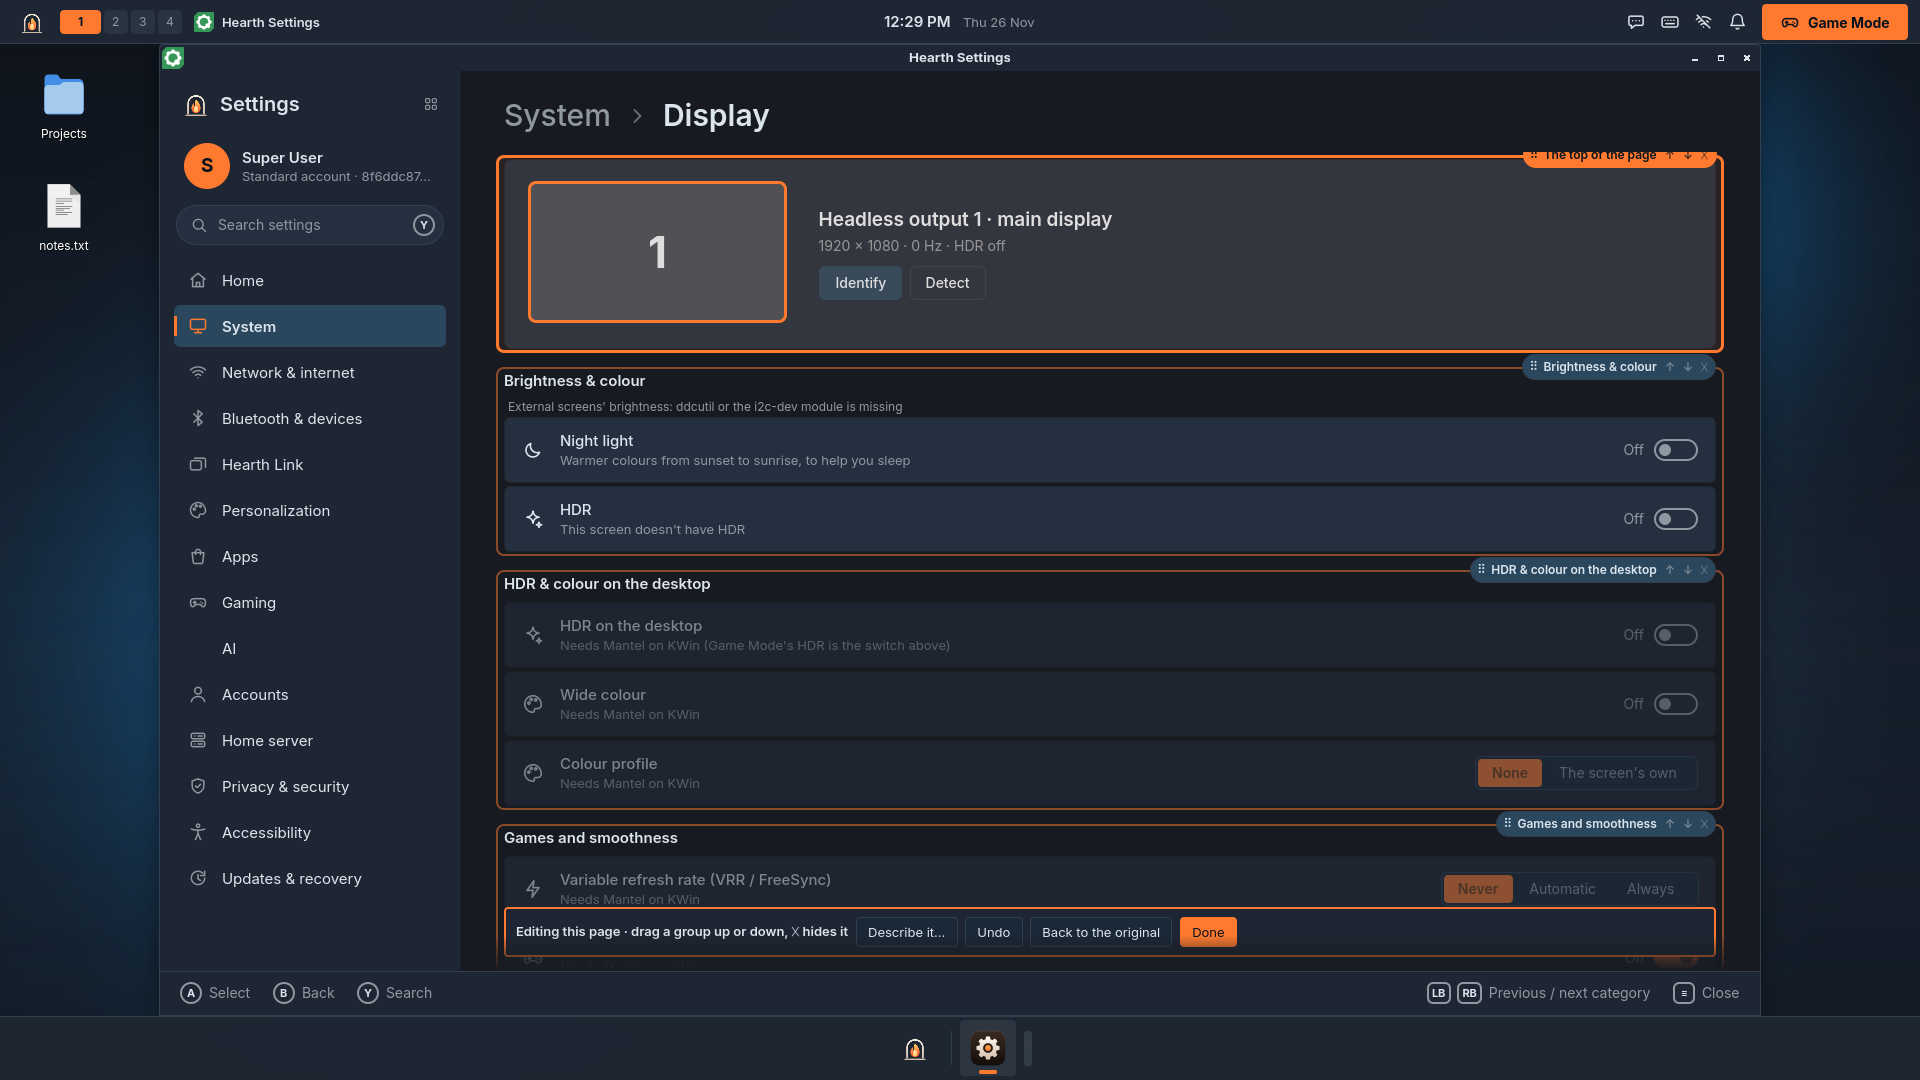 1 2 3 4 Hearth Settings
12:29 PM Thu 26 Nov
Game Mode
Hearth Settings
Projects
notes.txt
Settings
S
Super User
Standard account · 8f6ddc87...
Search settings Y
Home
System
Network & internet
Bluetooth & devices
Hearth Link
Personalization
Apps
Gaming
AI
Accounts
Home server
Privacy & security
Accessibility
Updates & recovery
System > Display
The top of the page ↑ ↓ X
1
Headless output 1 · main display
1920 × 1080 · 0 Hz · HDR off
Identify Detect
Brightness & colour ↑ ↓ X
Brightness & colour
External screens' brightness: ddcutil or the i2c-dev module is missing
Night light
Warmer colours from sunset to sunrise, to help you sleep
Off
HDR
This screen doesn't have HDR
Off
HDR & colour on the desktop ↑ ↓ X
HDR & colour on the desktop
HDR on the desktop
Needs Mantel on KWin (Game Mode's HDR is the switch above)
Off
Wide colour
Needs Mantel on KWin
Off
Colour profile
Needs Mantel on KWin
None The screen's own
Games and smoothness ↑ ↓ X
Games and smoothness
Variable refresh rate (VRR / FreeSync)
Needs Mantel on KWin
Never Automatic Always
Editing this page · drag a group up or down, X hides it Describe it... Undo Back to the original Done
A Select B Back Y Search
LB RB Previous / next category ≡ Close